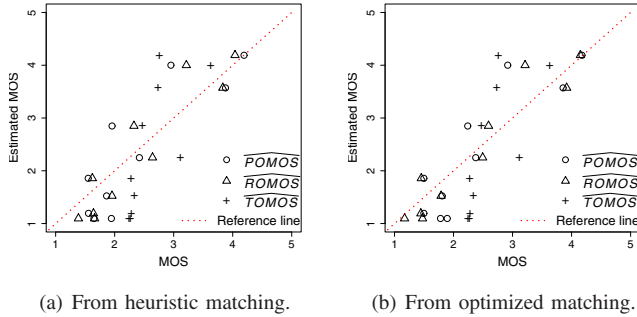 Estimated MOS
5
4
3
2
1
1 2 3 4 5
MOS
POMOS
ROMOS
TOMOS
Reference line
(a) From heuristic matching.
Estimated MOS
5
4
3
2
1
1 2 3 4 5
MOS
POMOS
ROMOS
TOMOS
Reference line
(b) From optimized matching.